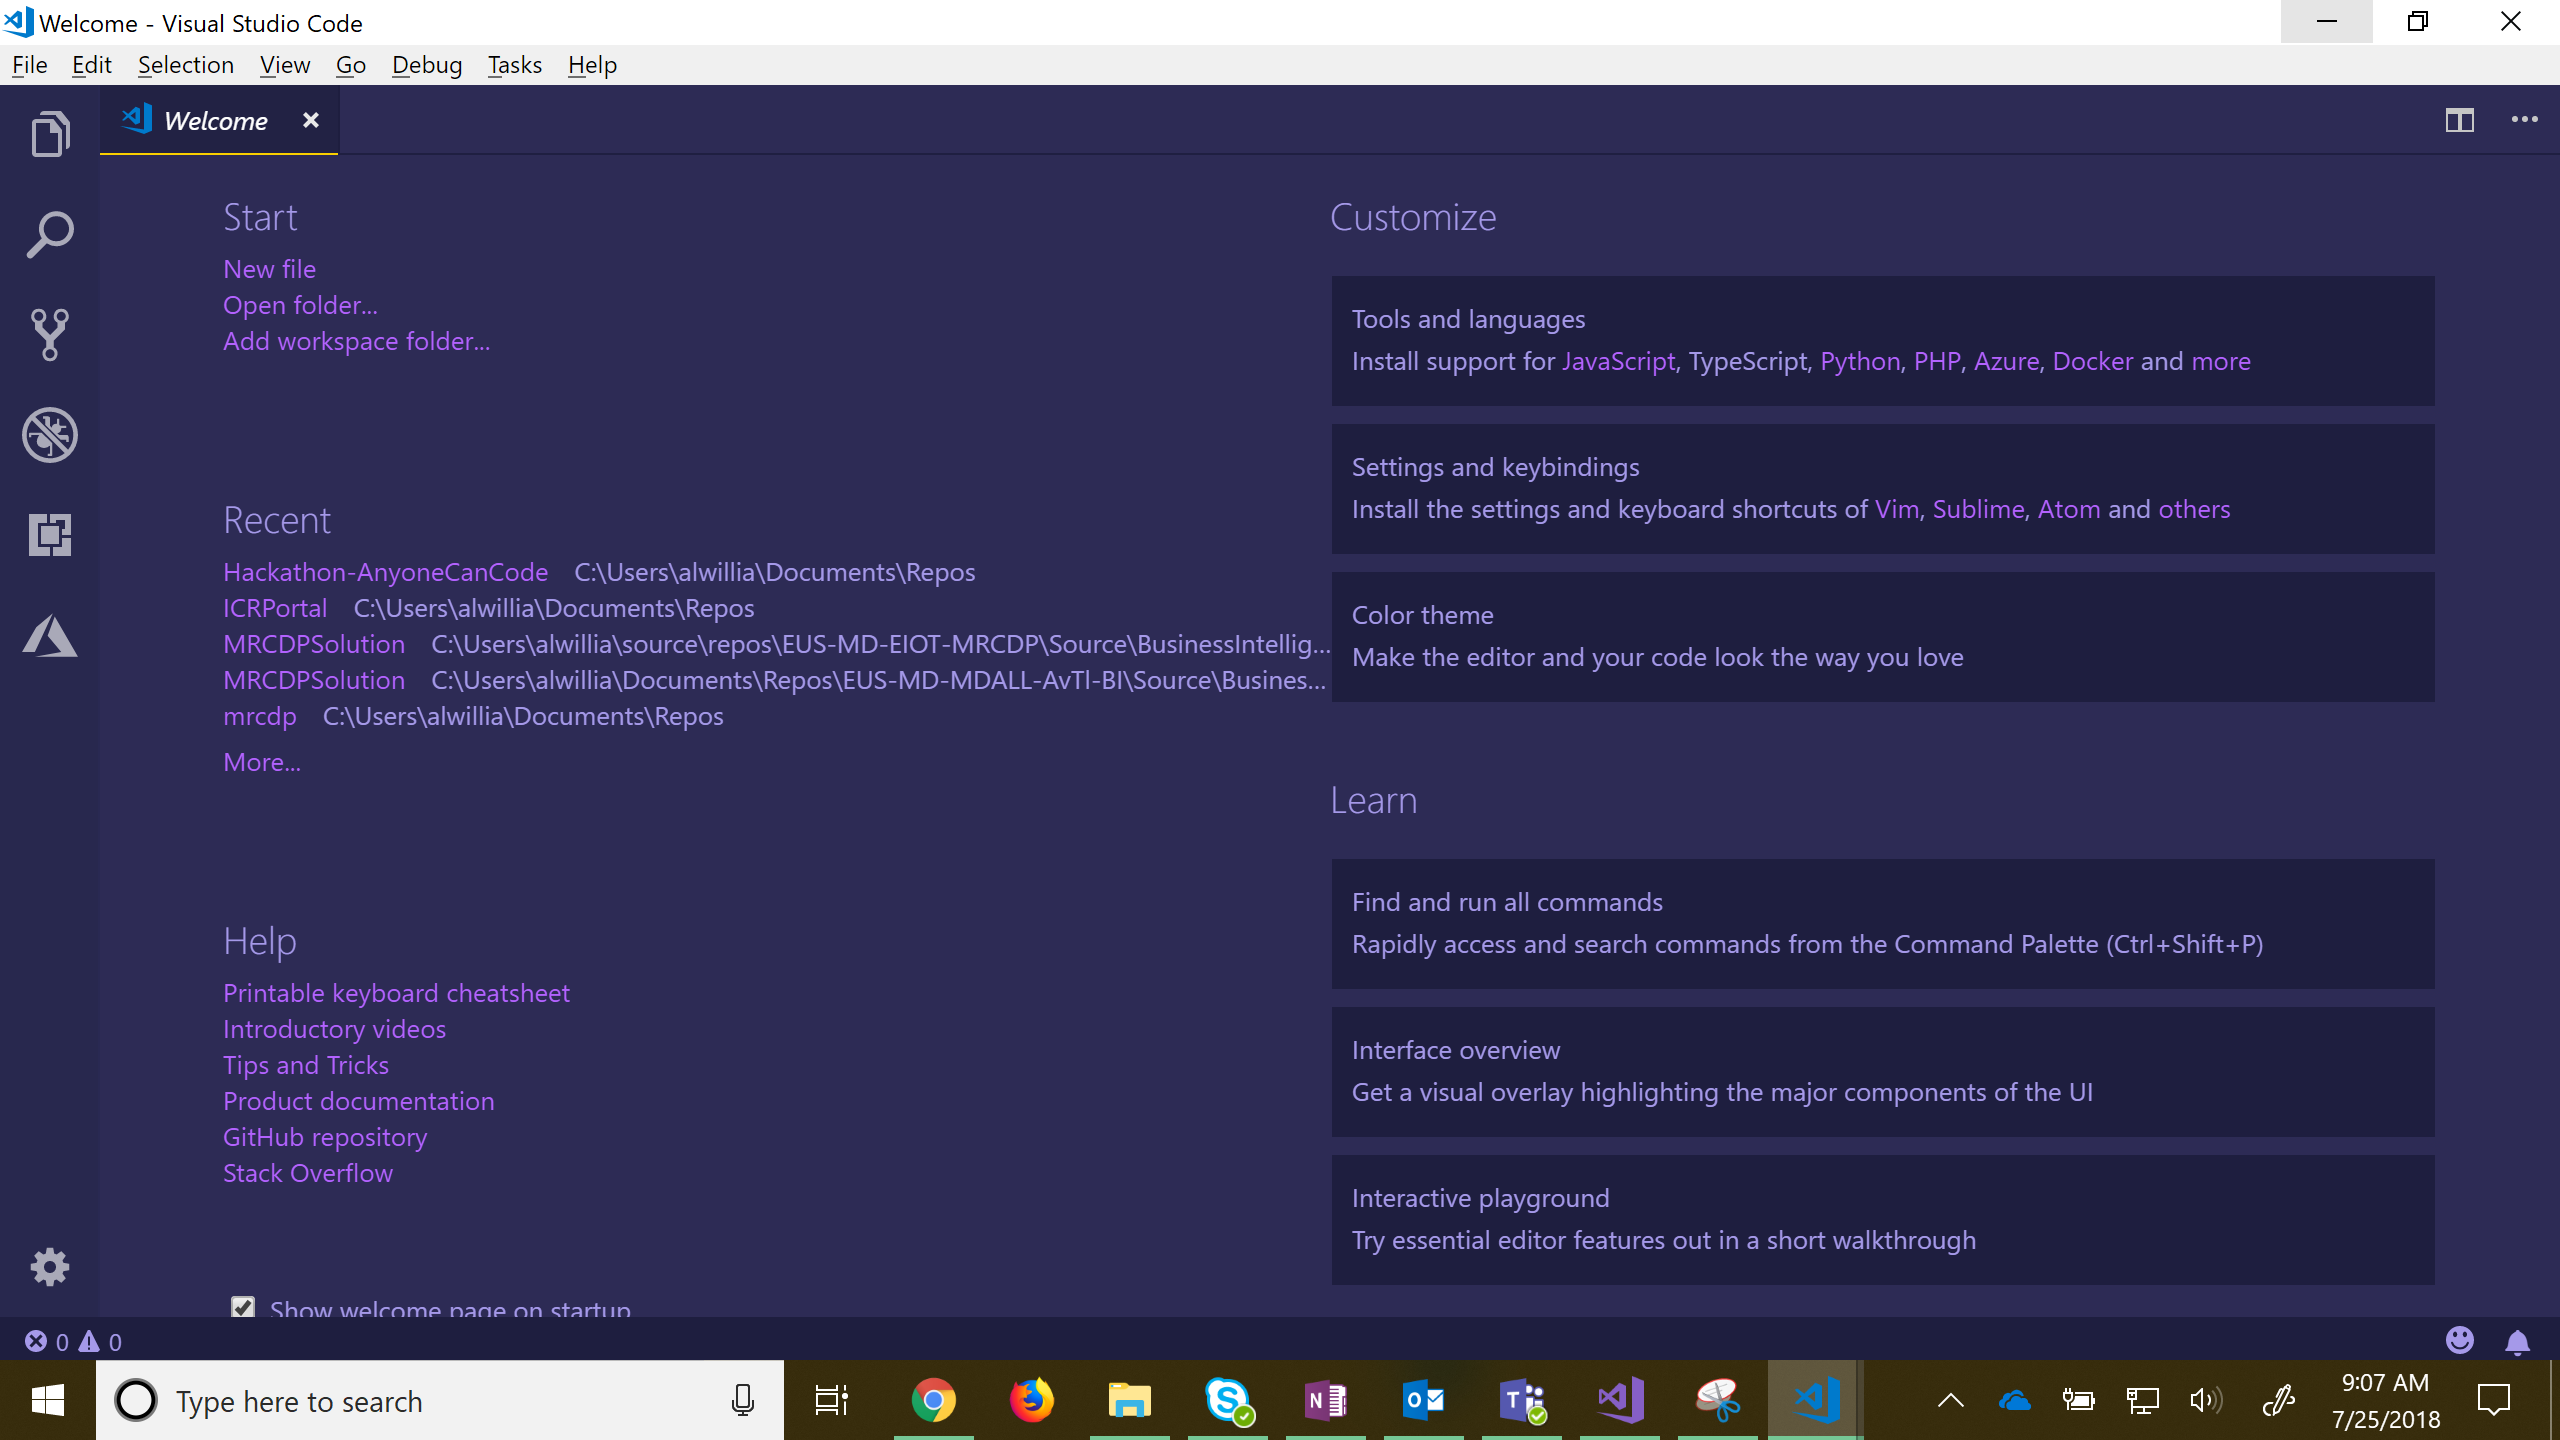 Welcome - Visual Studio Code
File Edit Selection View Go Debug Tasks Help
Welcome
Start
New file
Open folder...
Add workspace folder...
Recent
Hackathon-AnyoneCanCode C:\Users\alwillia\Documents\Repos
ICRPortal C:\Users\alwillia\Documents\Repos
MRCDPSolution C:\Users\alwillia\source\repos\EUS-MD-EIOT-MRCDP\Source\BusinessIntellig...
MRCDPSolution C:\Users\alwillia\Documents\Repos\EUS-MD-MDALL-AvTl-BI\Source\Busines...
mrcdp C:\Users\alwillia\Documents\Repos
More...
Help
Printable keyboard cheatsheet
Introductory videos
Tips and Tricks
Product documentation
GitHub repository
Stack Overflow
Show welcome page on startup
Customize
Tools and languages
Install support for JavaScript, TypeScript, Python, PHP, Azure, Docker and more
Settings and keybindings
Install the settings and keyboard shortcuts of Vim, Sublime, Atom and others
Color theme
Make the editor and your code look the way you love
Learn
Find and run all commands
Rapidly access and search commands from the Command Palette (Ctrl+Shift+P)
Interface overview
Get a visual overlay highlighting the major components of the UI
Interactive playground
Try essential editor features out in a short walkthrough
0 0
Type here to search
9:07 AM
7/25/2018